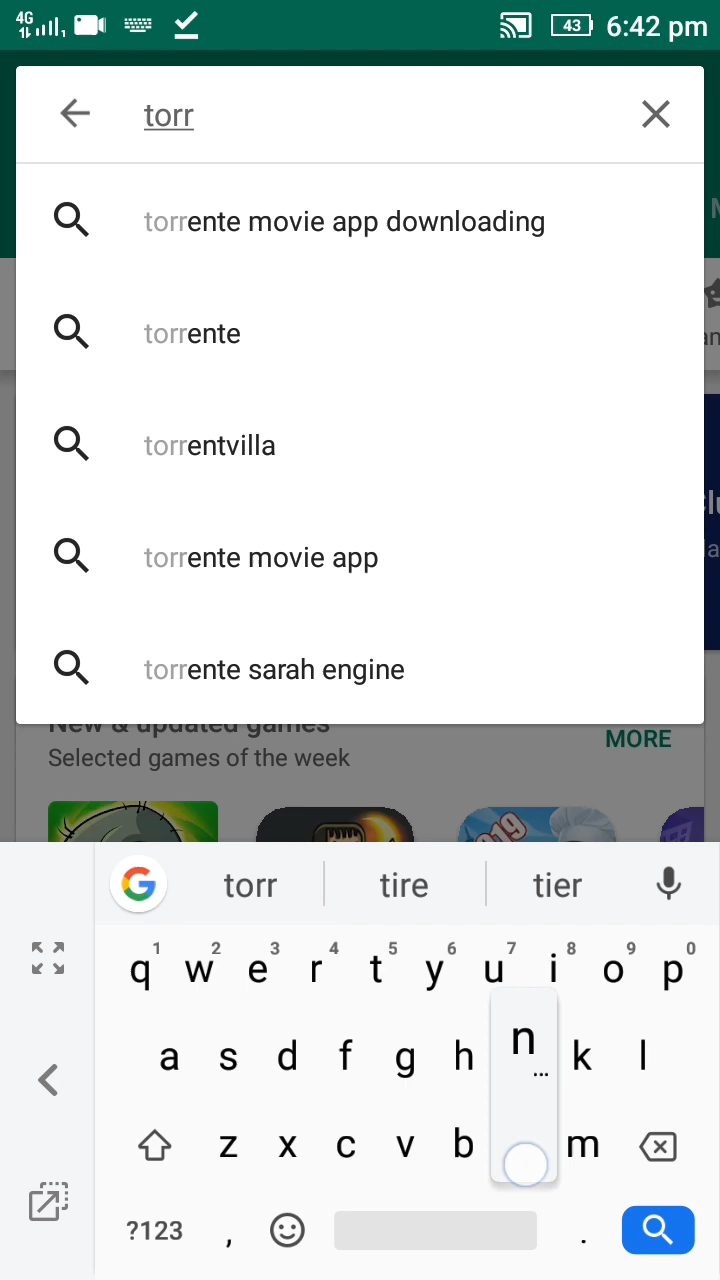 4G 43 6:42 pm
torr
torrente movie app downloading
torrente
torrentvilla
torrente movie app
torrente sarah engine
New & updated games
MORE
Selected games of the week
torr tire tier
1 2 3 4 5 6 7 8 9 0
q w e r t y u i o p
a s d f g h n k l
z x c v b m
?123 , .